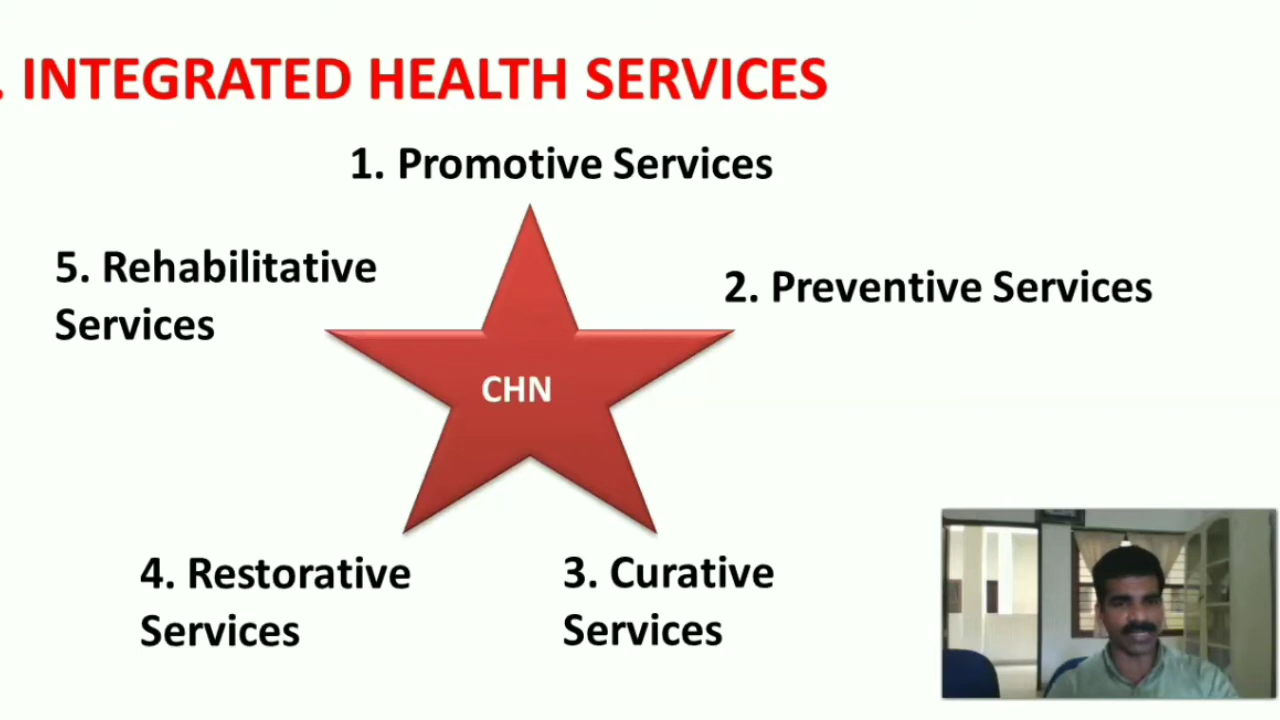 . INTEGRATED HEALTH SERVICES
1. Promotive Services
5. Rehabilitative
Services
2. Preventive Services
CHN
4. Restorative
Services
3. Curative
Services